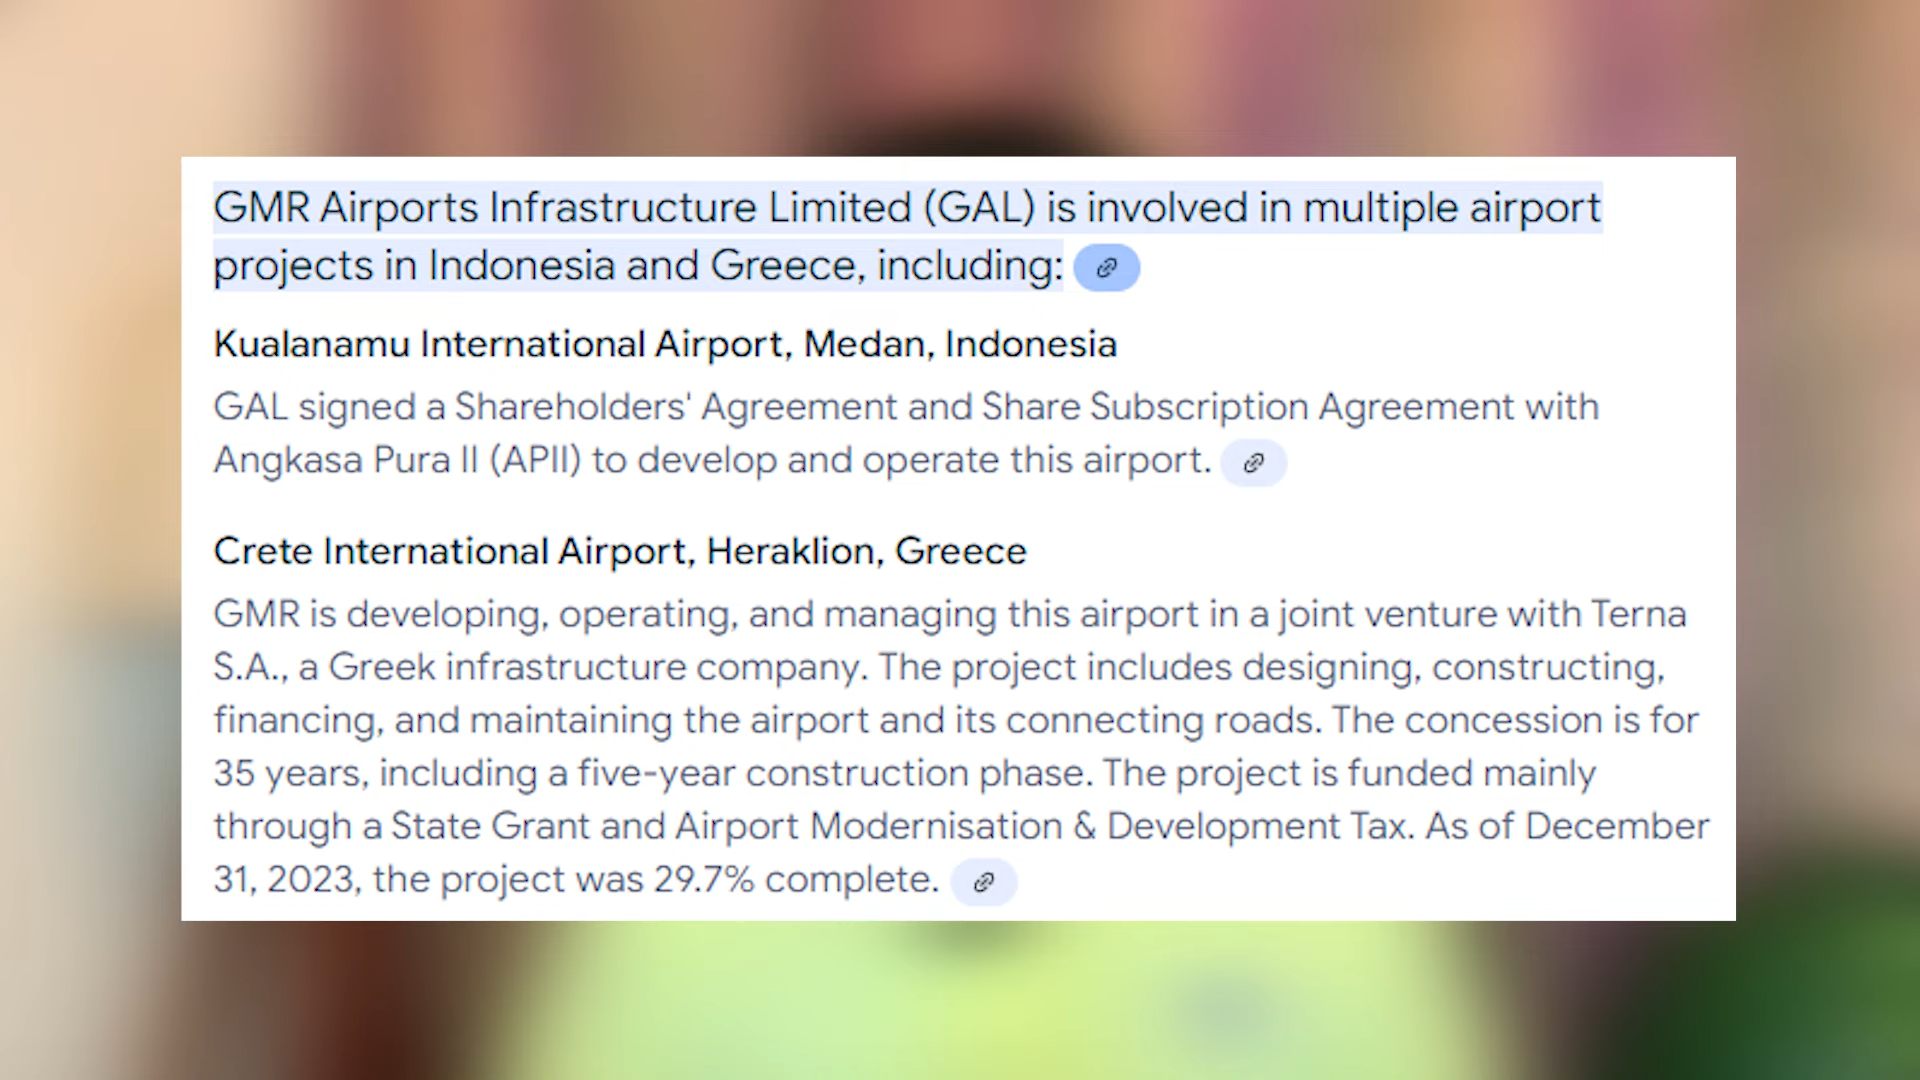 GMR Airports Infrastructure Limited (GAL) is involved in multiple airport
projects in Indonesia and Greece, including:
Kualanamu International Airport, Medan, Indonesia
GAL signed a Shareholders' Agreement and Share Subscription Agreement with
Angkasa Pura II (APII) to develop and operate this airport.
Crete International Airport, Heraklion, Greece
GMR is developing, operating, and managing this airport in a joint venture with Terna
S.A., a Greek infrastructure company. The project includes designing, constructing,
financing, and maintaining the airport and its connecting roads. The concession is for
35 years, including a five-year construction phase. The project is funded mainly
through a State Grant and Airport Modernisation & Development Tax. As of December
31, 2023, the project was 29.7% complete.